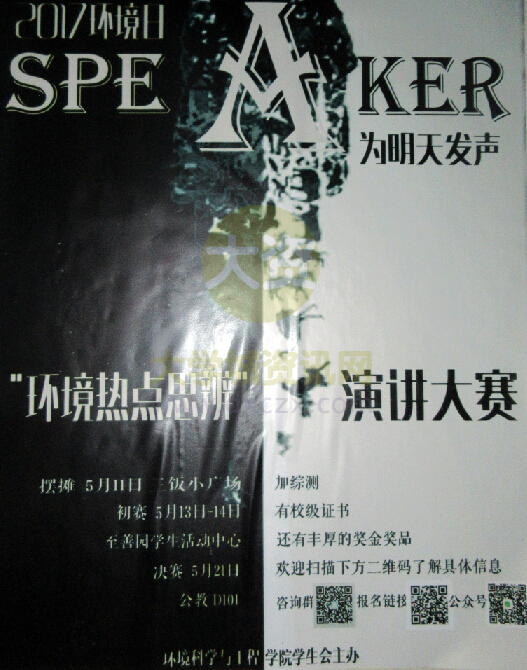 2017环境日
SPEAKER
为明天发声
"环境热点思辨" 演讲大赛
摆摊 5月11日 三饭小广场
加综测
初赛 5月13日-14日
有校级证书
至善园学生活动中心
还有丰厚的奖金奖品
决赛 5月21日
欢迎扫描下方二维码了解具体信息
公教D101
咨询群 报名链接 公众号
环境科学与工程学院学生会主办